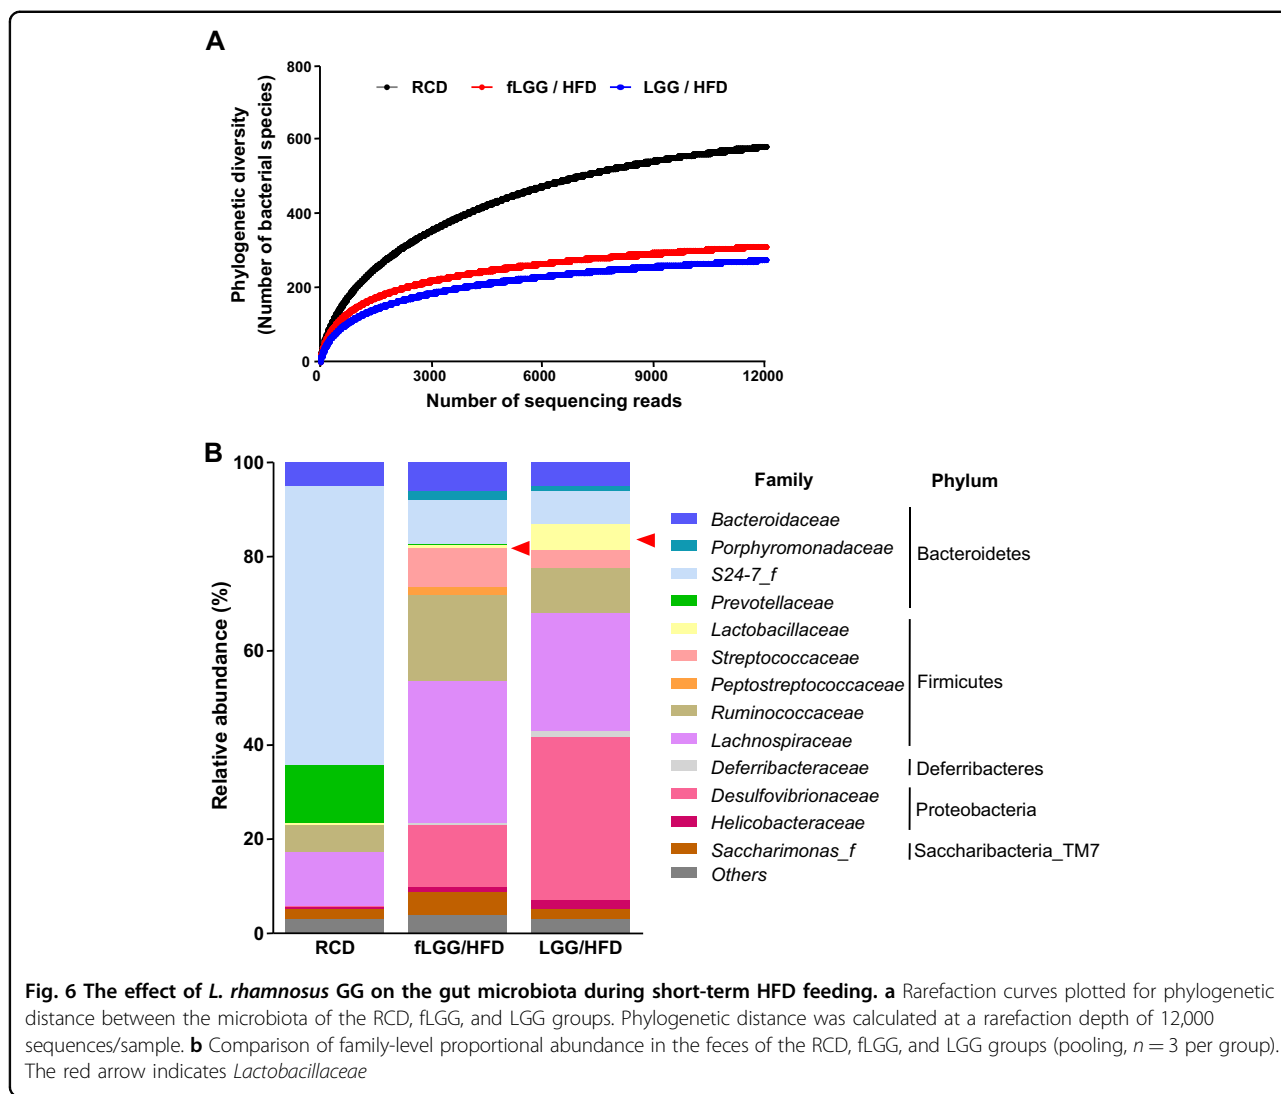 A
Phylogenetic diversity
(Number of bacterial species)
800
600
400
200
0
RCD
fLGG / HFD
LGG / HFD
0
3000
6000
9000
12000
Number of sequencing reads
B
Relative abundance (%)
100
80
60
40
20
0
RCD
fLGG/HFD
LGG/HFD
Family
Phylum
Bacteroidaceae
Porphyromonadaceae
S24-7_f
Prevotellaceae
Bacteroidetes
Lactobacillaceae
Streptococcaceae
Peptostreptococcaceae
Ruminococcaceae
Lachnospiraceae
Firmicutes
Deferribacteraceae
Deferribacteres
Desulfovibrionaceae
Helicobacteraceae
Proteobacteria
Saccharimonas_f
Saccharibacteria_TM7
Others
Fig. 6 The effect of L. rhamnosus GG on the gut microbiota during short-term HFD feeding. a Rarefaction curves plotted for phylogenetic
distance between the microbiota of the RCD, fLGG, and LGG groups. Phylogenetic distance was calculated at a rarefaction depth of 12,000
sequences/sample. b Comparison of family-level proportional abundance in the feces of the RCD, fLGG, and LGG groups (pooling, n = 3 per group).
The red arrow indicates Lactobacillaceae